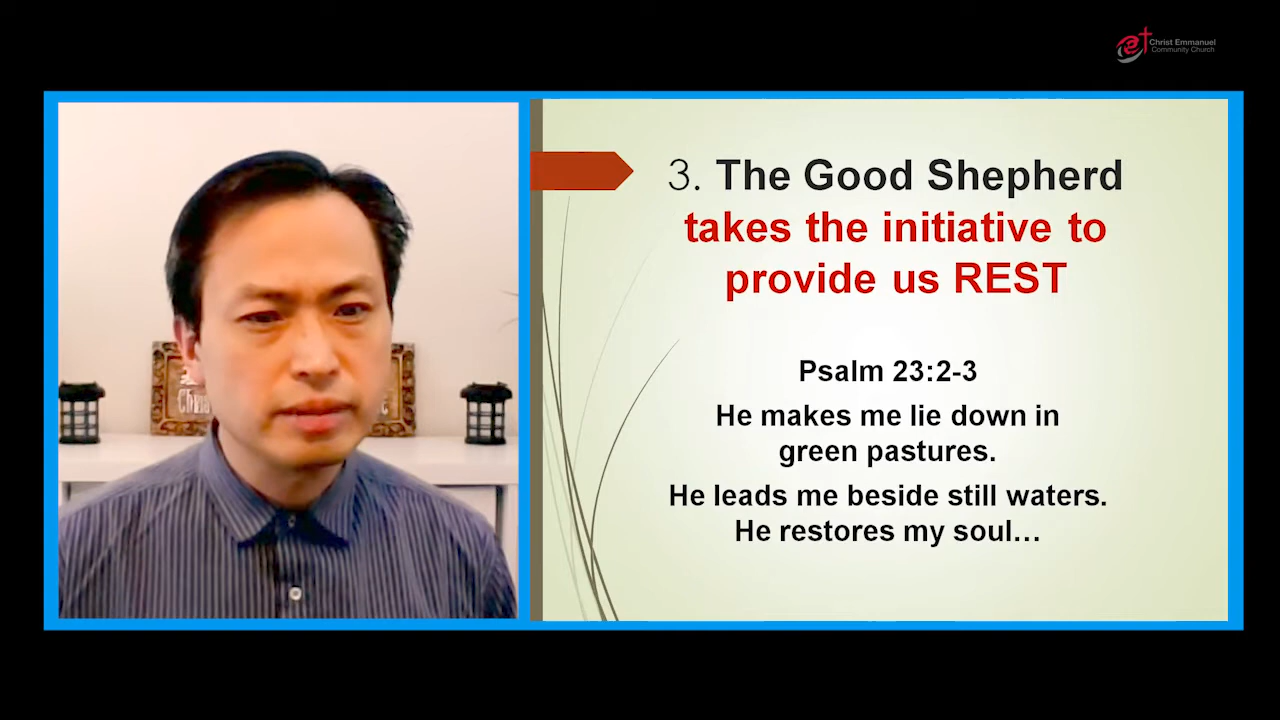 Christ Emmanuel
Community Church
3. The Good Shepherd
takes the initiative to
provide us REST
Psalm 23:2-3
He makes me lie down in
green pastures.
He leads me beside still waters.
He restores my soul…